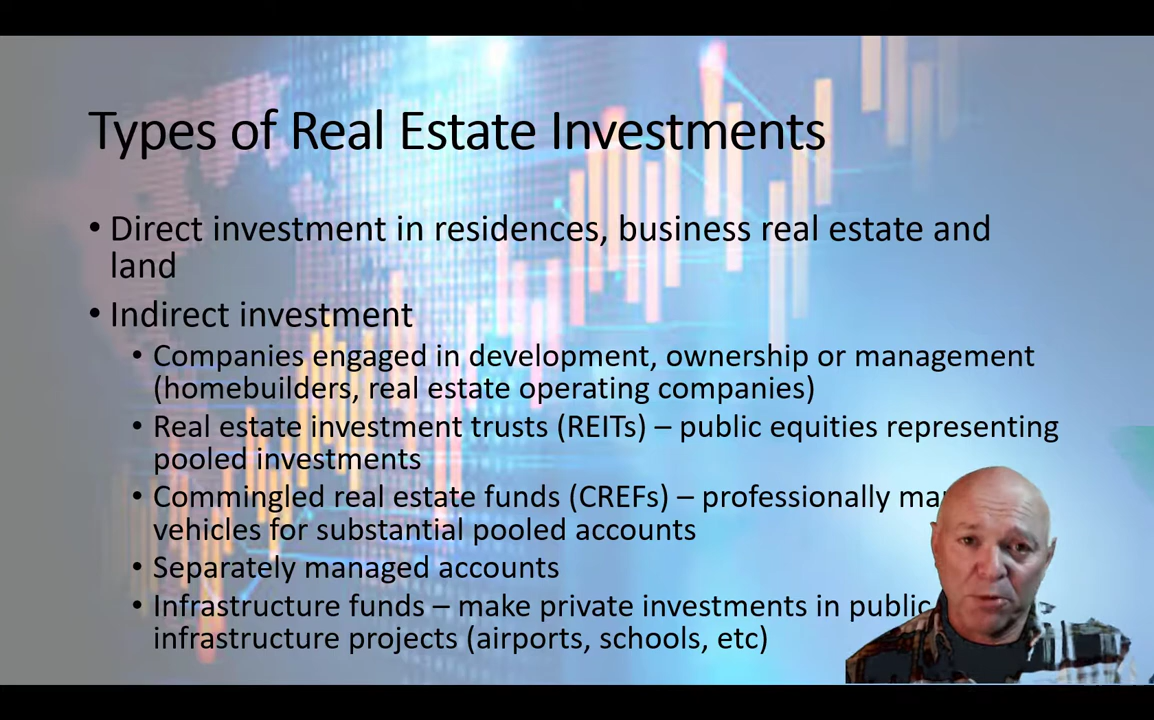 Types of Real Estate Investments
• Direct investment in residences, business real estate and
land
• Indirect investment
• Companies engaged in development, ownership or management
(homebuilders, real estate operating companies)
• Real estate investment trusts (REITs) – public equities representing
pooled investments
• Commingled real estate funds (CREFs) – professionally
vehicles for substantial pooled accounts
• Separately managed accounts
• Infrastructure funds – make private investments in public
infrastructure projects (airports, schools, etc)